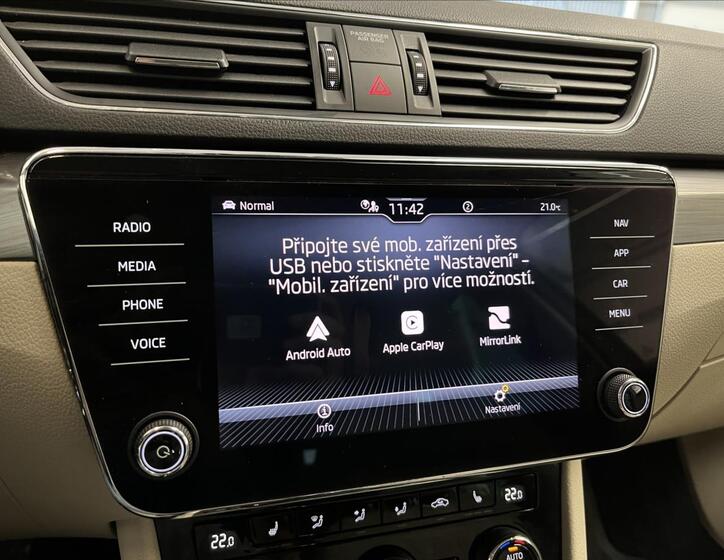 PASSENGER
AIR BAG
RADIO
MEDIA
PHONE
VOICE
Normal
11:42
2
21.0°C
Připojte své mob. zařízení přes
USB nebo stiskněte "Nastavení" –
"Mobil. zařízení" pro více možností.
Android Auto
Apple CarPlay
MirrorLink
Info
Nastavení
NAV
APP
CAR
MENU
22.0
22.0
AUTO